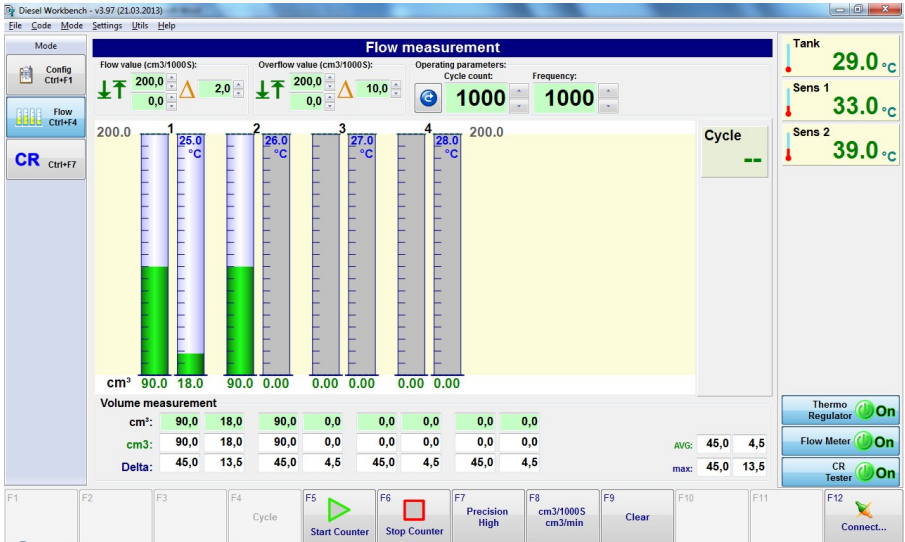 Diesel Workbench - v3.97 (21.03.2013)
File Code Mode Settings Utils Help
Mode
Config
Ctrl+F1
Flow
Ctrl+F4
CR Ctrl+F7
Flow measurement
Flow value (cm3/1000S):
200,0
0,0
2,0
Overflow value (cm3/1000S):
200,0
0,0
10,0
Operating parameters:
Cycle count:
1000
Frequency:
1000
200.0 1 2 3 4 200.0
25.0 26.0 27.0 28.0
°C °C °C °C
cm³ 90.0 18.0 90.0 0.00 0.00 0.00 0.00 0.00
Cycle
--
Volume measurement
cm³: 90,0 18,0 90,0 0,0 0,0 0,0 0,0 0,0
cm3: 90,0 18,0 90,0 0,0 0,0 0,0 0,0 0,0 AVG: 45,0 4,5
Delta: 45,0 13,5 45,0 4,5 45,0 4,5 45,0 4,5 max: 45,0 13,5
Tank
29.0 °C
Sens 1
33.0 °C
Sens 2
39.0 °C
Thermo
Regulator On
Flow Meter On
CR
Tester On
F1
F2
F3
F4
Cycle
F5
Start Counter
F6
Stop Counter
F7
Precision
High
F8
cm3/1000S
cm3/min
F9
Clear
F10
F11
F12
Connect...